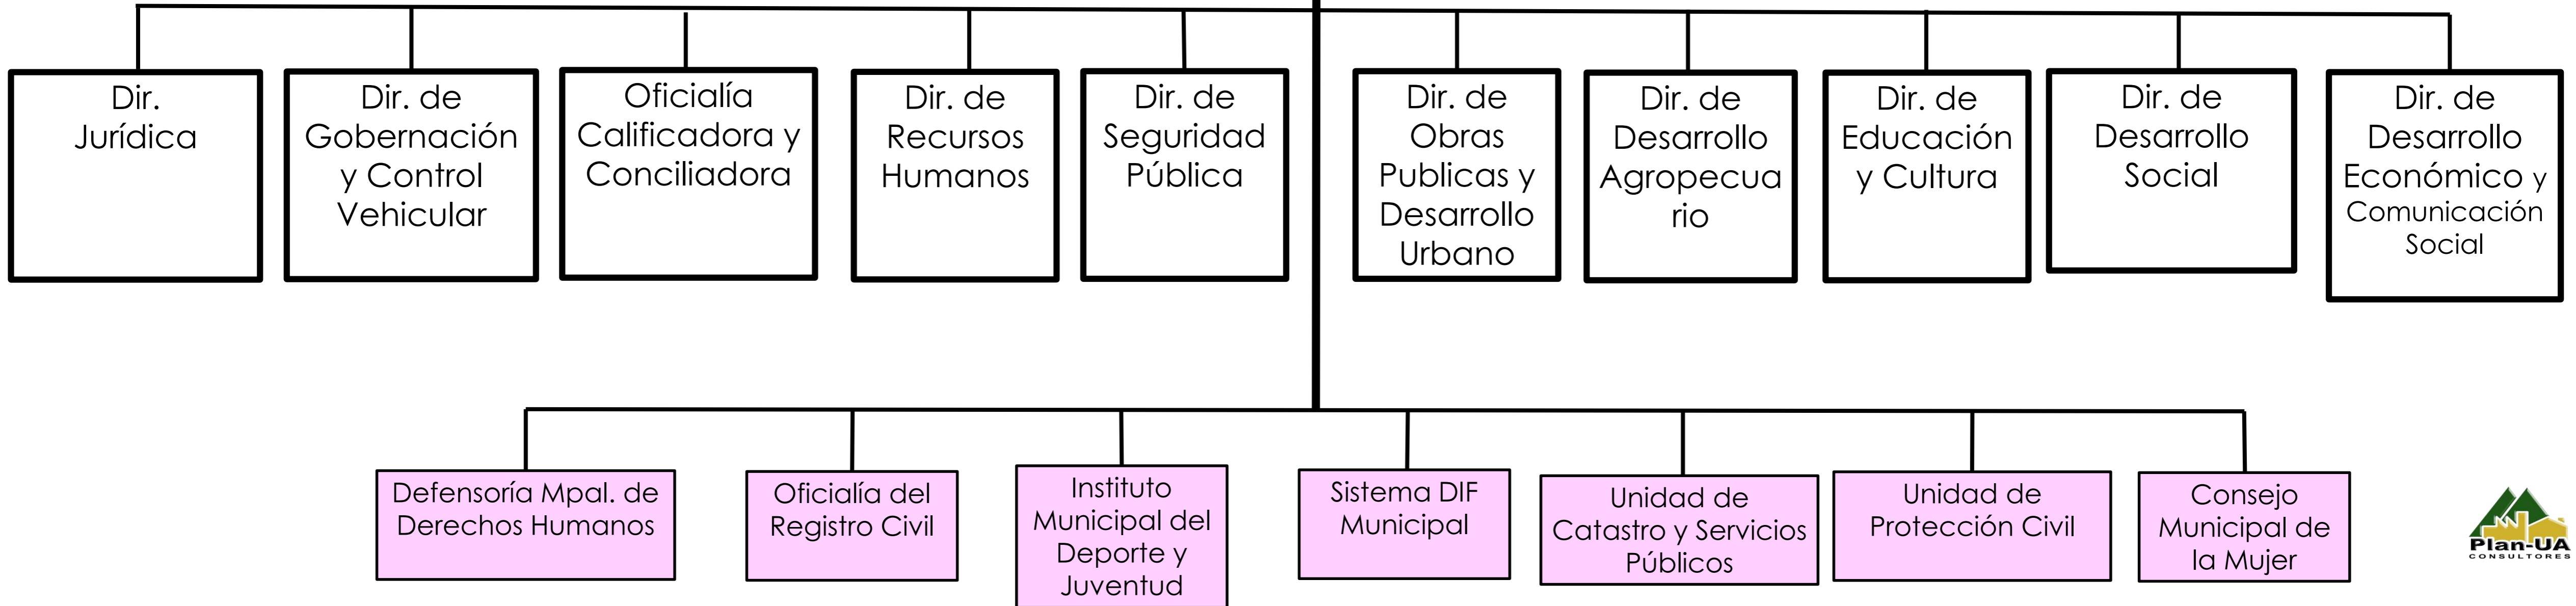 Dir.
Jurídica
Dir. de
Gobernación
y Control
Vehicular
Oficialía
Calificadora y
Conciliadora
Dir. de
Recursos
Humanos
Dir. de
Seguridad
Pública
Dir. de
Obras
Publicas y
Desarrollo
Urbano
Dir. de
Desarrollo
Agropecua
rio
Dir. de
Educación
y Cultura
Dir. de
Desarrollo
Social
Dir. de
Desarrollo
Económico y
Comunicación
Social
Defensoría Mpal. de
Derechos Humanos
Oficialía del
Registro Civil
Instituto
Municipal del
Deporte y
Juventud
Sistema DIF
Municipal
Unidad de
Catastro y Servicios
Públicos
Unidad de
Protección Civil
Consejo
Municipal de
la Mujer
Plan-UA
CONSULTORES